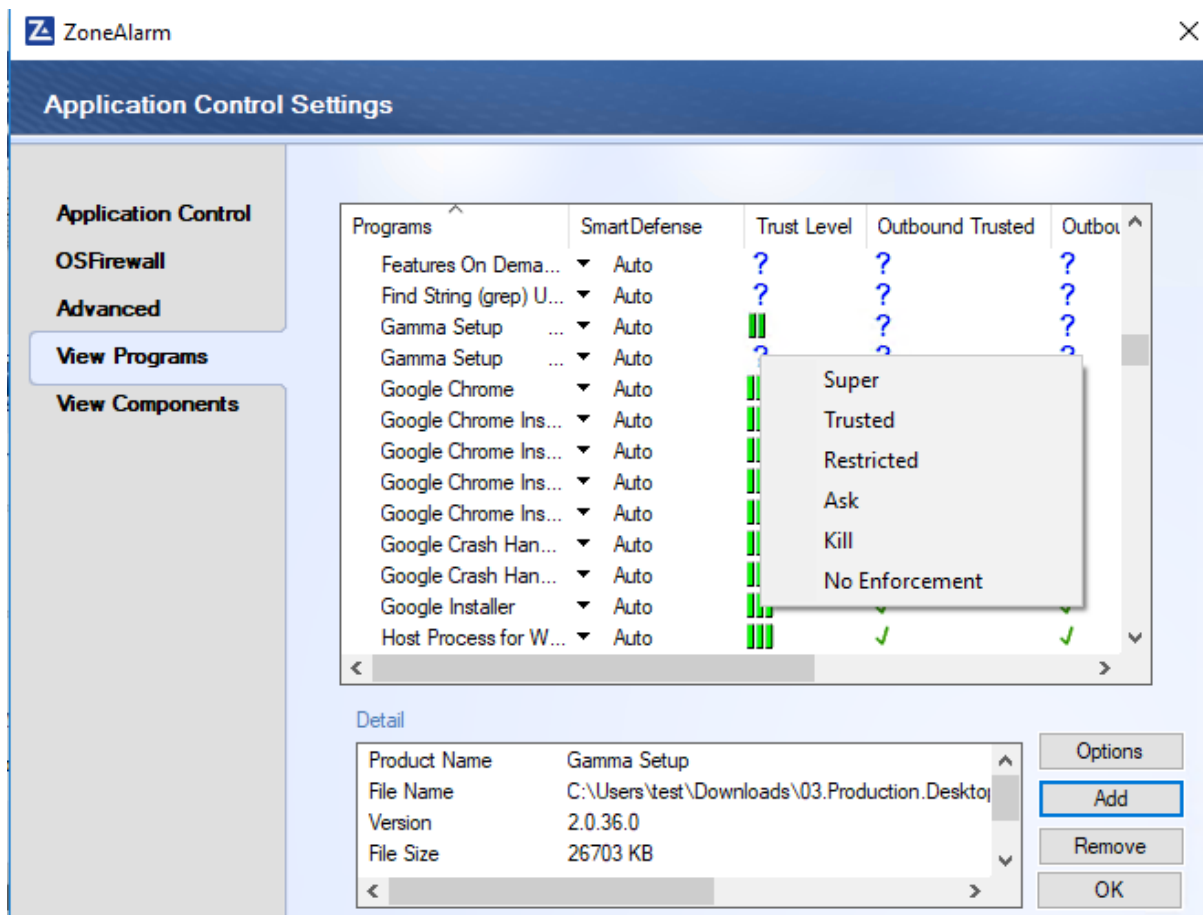 ZoneAlarm
Application Control Settings
Application Control
OSFirewall
Advanced
View Programs
View Components
Programs SmartDefense Trust Level Outbound Trusted Outbou
Features On Dema... Auto ? ? ?
Find String (grep) U... Auto ? ? ?
Gamma Setup ... Auto ? ?
Gamma Setup ... Auto ? ? ?
Google Chrome Auto
Google Chrome Ins... Auto
Google Chrome Ins... Auto
Google Chrome Ins... Auto
Google Chrome Ins... Auto
Google Crash Han... Auto
Google Crash Han... Auto
Google Installer Auto
Host Process for W... Auto
Super
Trusted
Restricted
Ask
Kill
No Enforcement
Detail
Product Name Gamma Setup
File Name C:\Users\test\Downloads\03.Production.Desktop
Version 2.0.36.0
File Size 26703 KB
Options
Add
Remove
OK